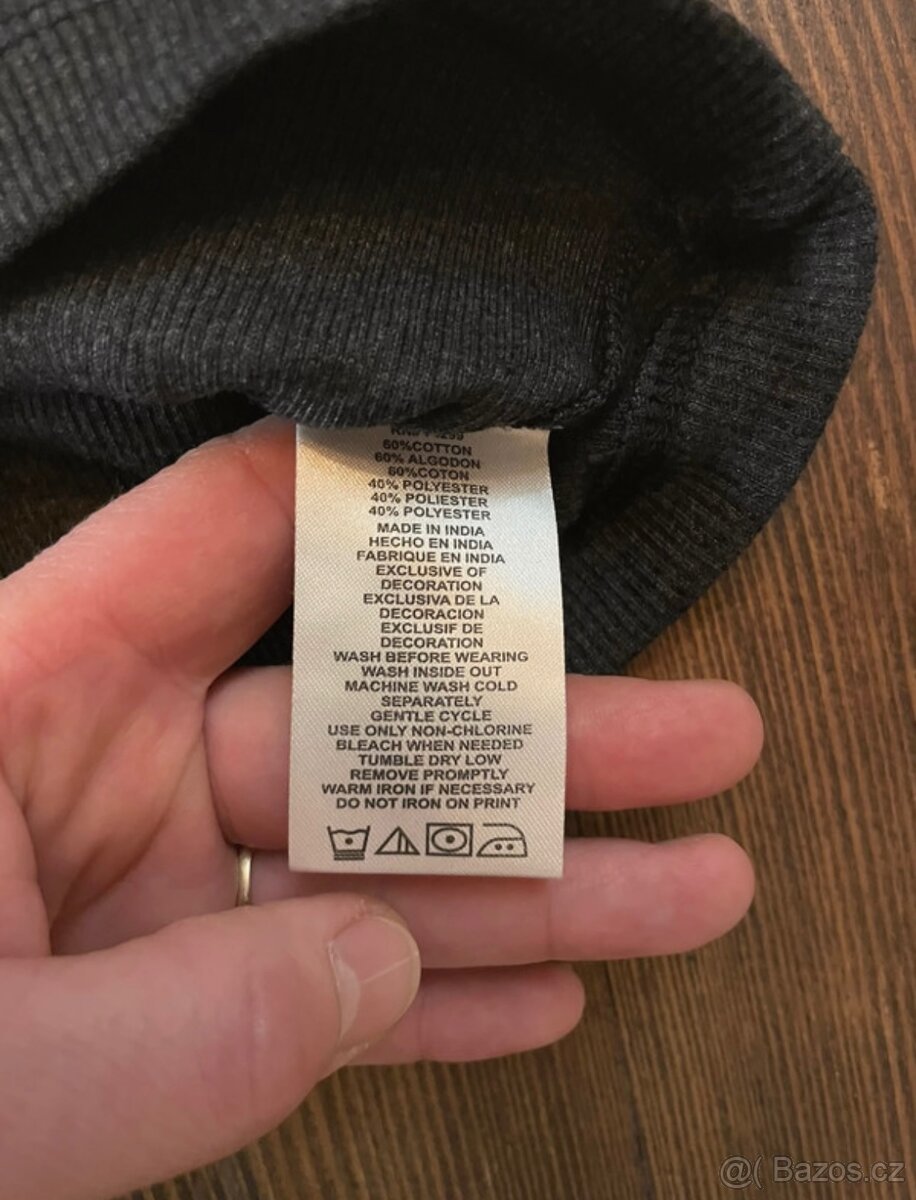 60%COTTON
60% ALGODON
60%COTON
40% POLYESTER
40% POLIESTER
40% POLYESTER
MADE IN INDIA
HECHO EN INDIA
FABRIQUE EN INDIA
EXCLUSIVE OF
DECORATION
EXCLUSIVA DE LA
DECORACION
EXCLUSIF DE
DECORATION
WASH BEFORE WEARING
WASH INSIDE OUT
MACHINE WASH COLD
SEPARATELY
GENTLE CYCLE
USE ONLY NON-CHLORINE
BLEACH WHEN NEEDED
TUMBLE DRY LOW
REMOVE PROMPTLY
WARM IRON IF NECESSARY
DO NOT IRON ON PRINT
@( Bazos.cz